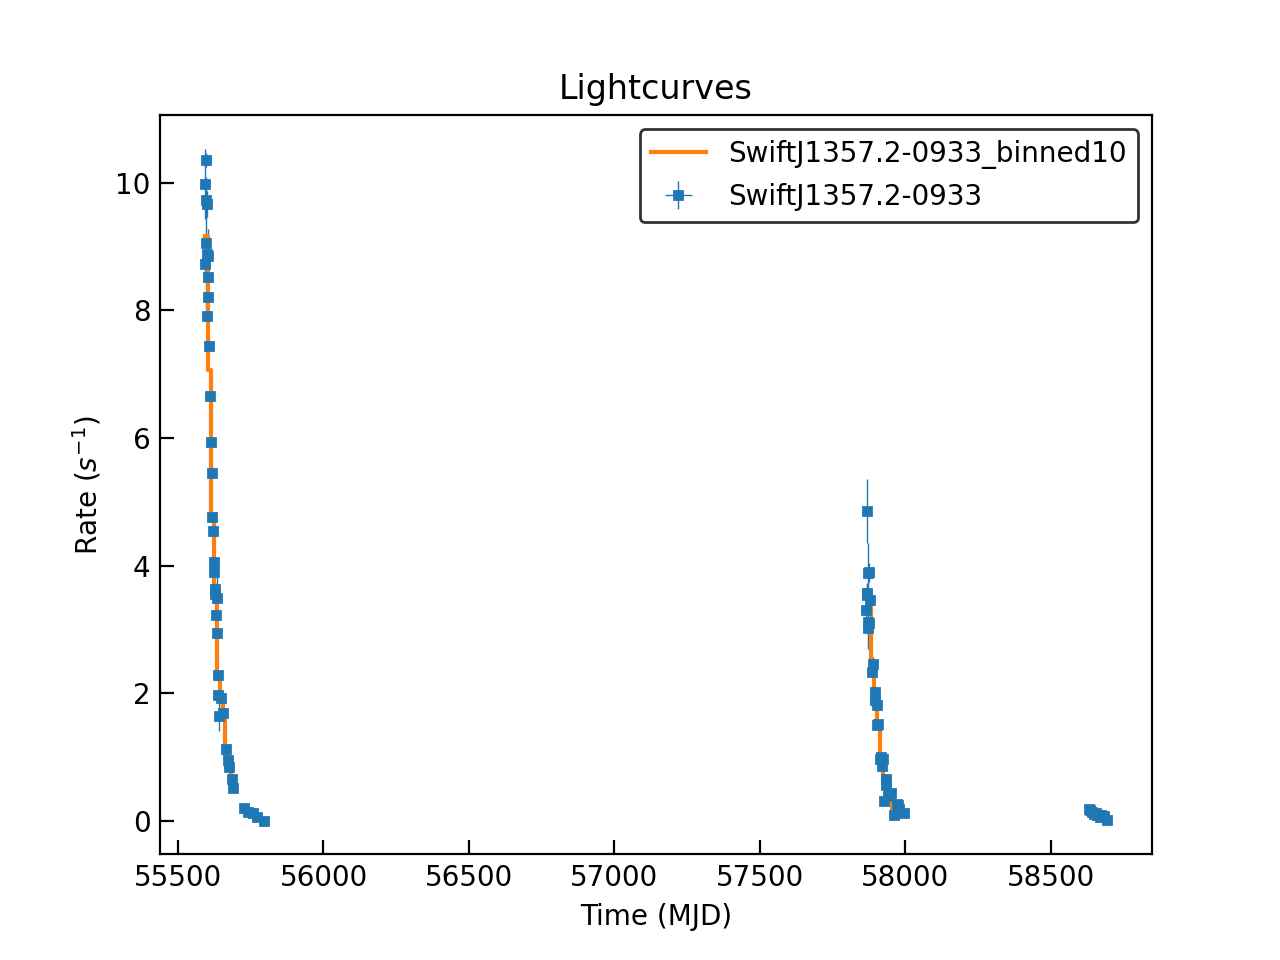 Lightcurves
SwiftJ1357.2-0933_binned10
SwiftJ1357.2-0933
10
8
6
4
2
0
Rate (s⁻¹)
55500 56000 56500 57000 57500 58000 58500
Time (MJD)